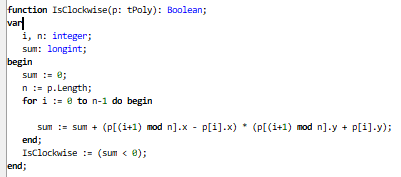 function IsClockwise(p: tPoly): Boolean;
var
i, n: integer;
sum: longint;
begin
sum := 0;
n := p.Length;
for i := 0 to n-1 do begin
sum := sum + (p[(i+1) mod n].x - p[i].x) * (p[(i+1) mod n].y + p[i].y);
end;
IsClockwise := (sum < 0);
end;